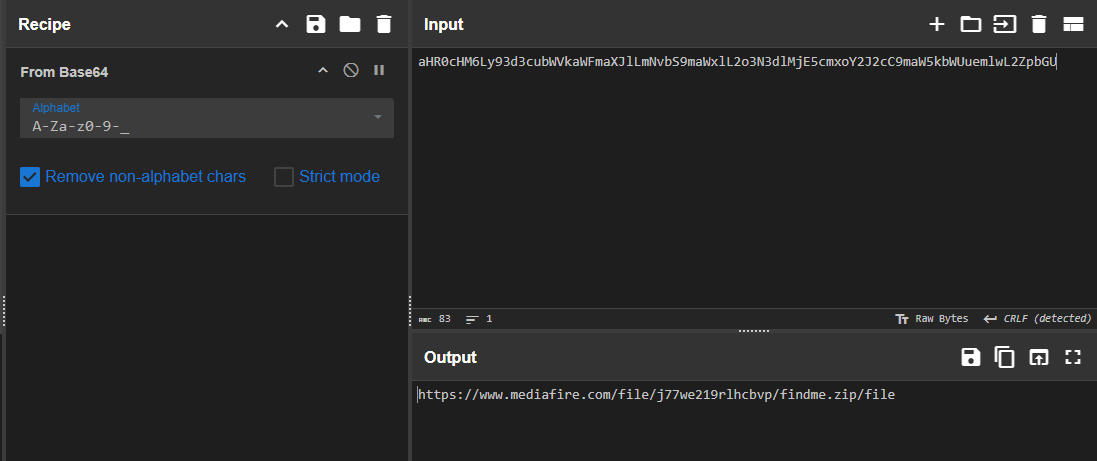 Recipe
From Base64
Alphabet
A-Za-z0-9-_
Remove non-alphabet chars
Strict mode
Input
aHR0cHM6Ly93d3cubWVkaWFmaXJlLmNvbS9maWxlL2o3N3dlMjE5cmxoY2J2cC9maW5kbWUuemlwL2ZpbGU
ABC 83
1
Raw Bytes
CRLF (detected)
Output
https://www.mediafire.com/file/j77we219rlhcbvp/findme.zip/file